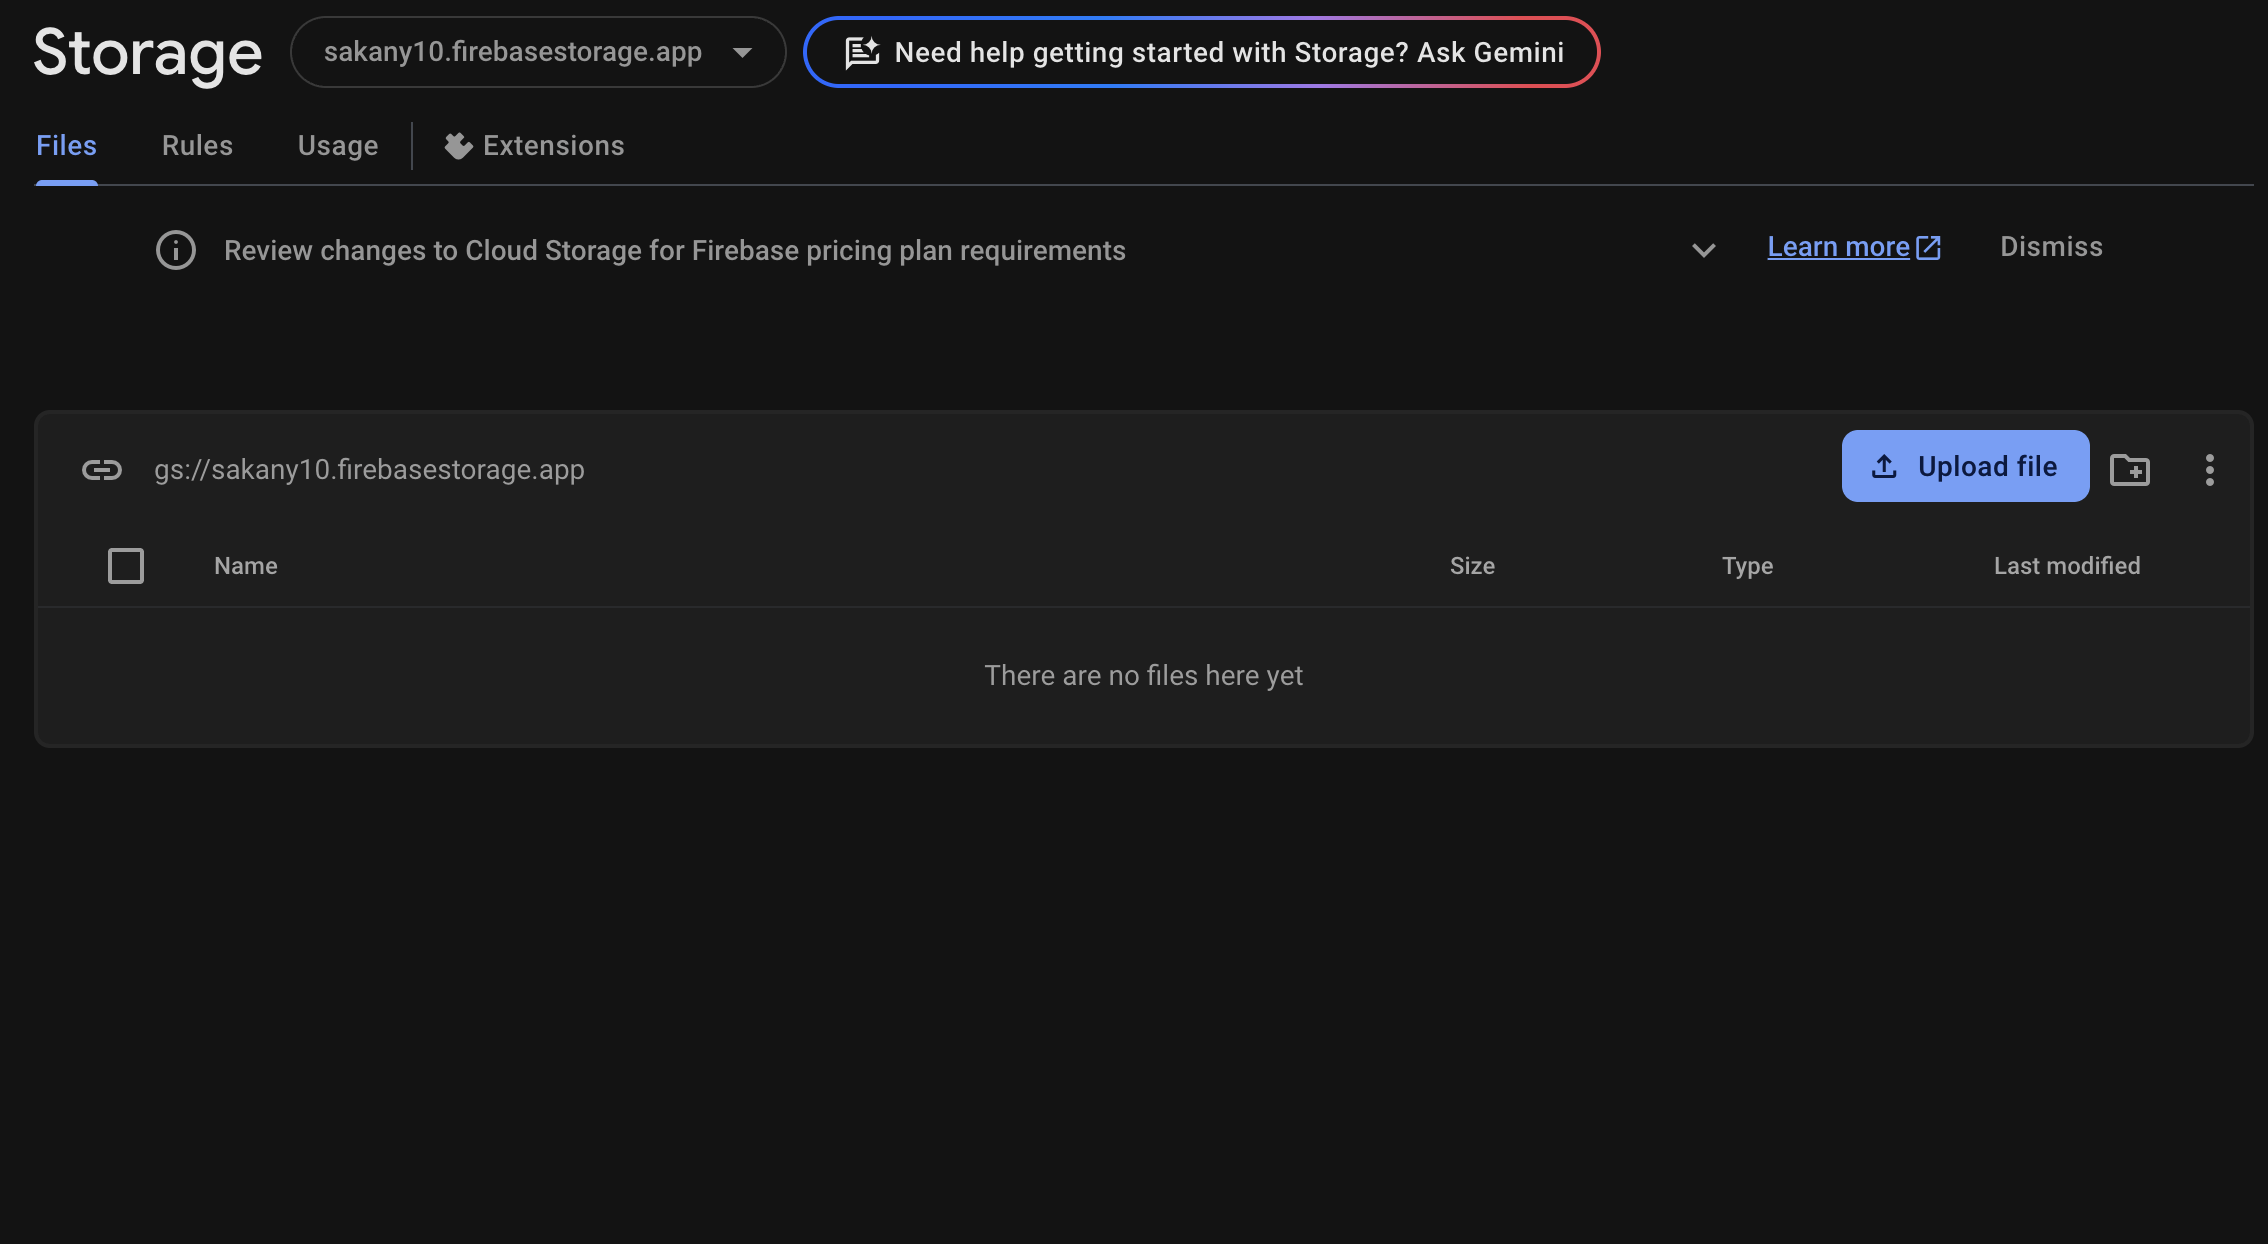 Storage
sakany10.firebasestorage.app
Need help getting started with Storage? Ask Gemini
Files
Rules
Usage
Extensions
Review changes to Cloud Storage for Firebase pricing plan requirements
Learn more
Dismiss
gs://sakany10.firebasestorage.app
Upload file
Name
Size
Type
Last modified
There are no files here yet